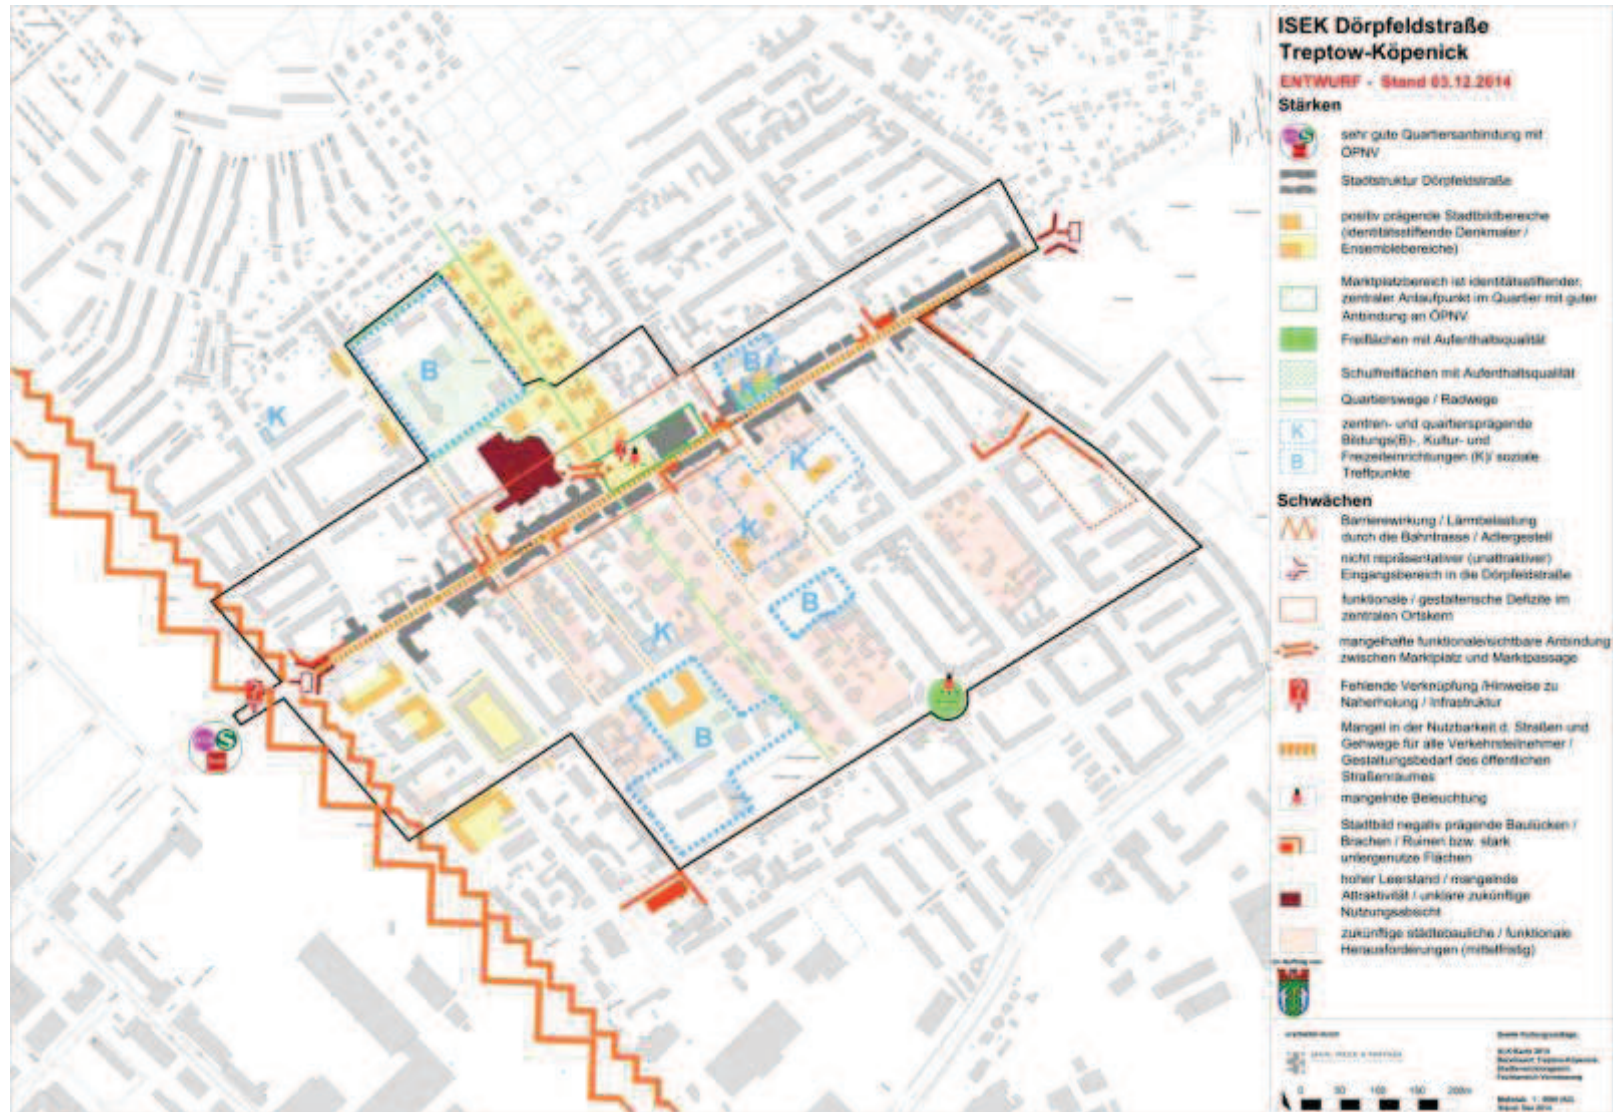 ISEK Dörpfeldstraße
Treptow-Köpenick
ENTWURF - Stand 03.12.2014
Stärken
sehr gute Quartiersanbindung mit
ÖPNV
Stadtstruktur Dörpfeldstraße
positiv prägende Stadtbildbereiche
(identitätsstiftende Denkmaler /
Ensemblebereiche)
Marktplatzbereich ist identitätsstiftender,
zentraler Anlaufpunkt im Quartier mit guter
Anbindung an ÖPNV
Freiflächen mit Aufenthaltsqualität
Schulfreiflächen mit Aufenthaltsqualität
Quartierswege / Radwege
K
B
zentren- und quartiersprägende
Bildungs(B)-, Kultur- und
Freizeiteinrichtungen (K)/ soziale
Treffpunkte
Schwächen
Barrierewirkung / Lärmbelastung
durch die Bahntrasse / Adlergestell
nicht repräsentativer (unattraktiver)
Eingangsbereich in die Dörpfeldstraße
funktionale / gestalterische Defizite im
zentralen Ortskern
mangelhafte funktionale/sichtbare Anbindung
zwischen Marktplatz und Marktpassage
Fehlende Verknüpfung /Hinweise zu
Naherholung / Infrastruktur
Mangel in der Nutzbarkeit d. Straßen und
Gehwege für alle Verkehrsteilnehmer /
Gestaltungsbedarf des öffentlichen
Straßenraumes
mangelnde Beleuchtung
Stadtbild negativ prägende Baulücken /
Brachen / Ruinen bzw. stark
untergenutze Flächen
hoher Leerstand / mangelnde
Attraktivität / unklare zukünftige
Nutzungsabsicht
zukünftige städtebauliche / funktionale
Herausforderungen (mittelfristig)
0 50 100 150 200m
B
K
B
K
K
B
K
B
S